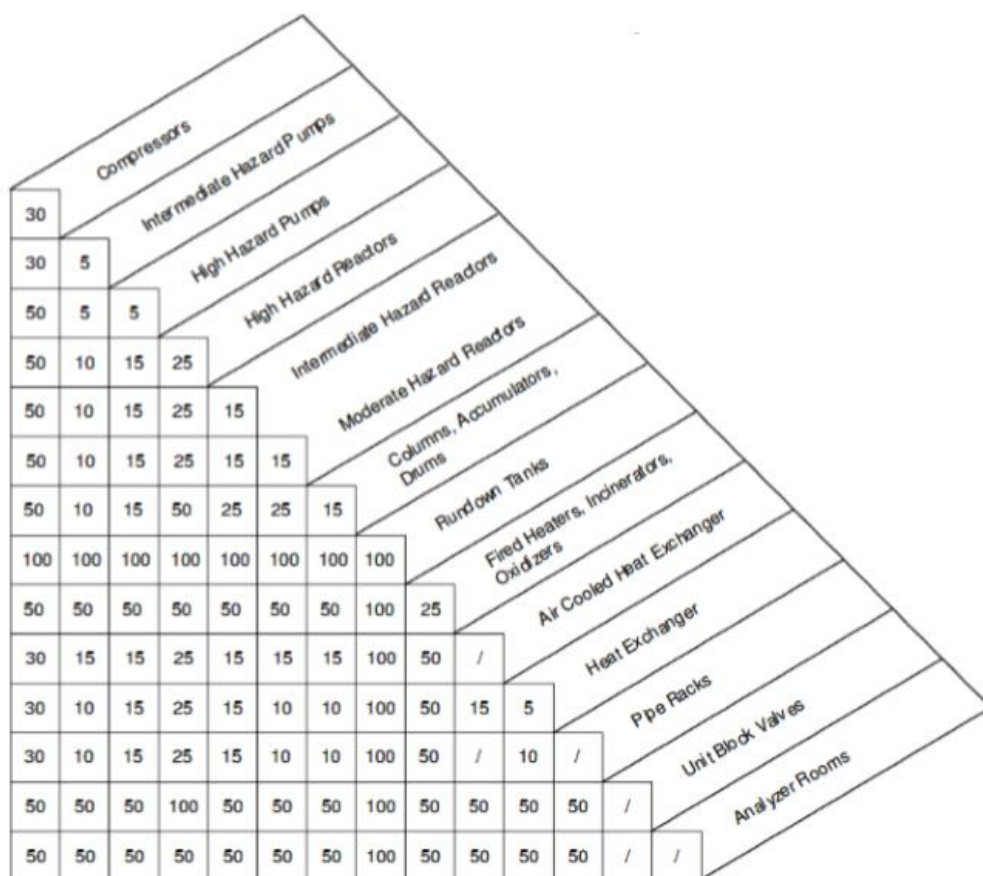 Compressors
Intermediate Hazard Pumps
30
High Hazard Pumps
30 5
High Hazard Reactors
50 5 5
Intermediate Hazard Reactors
50 10 15 25
Moderate Hazard Reactors
50 10 15 25 15
Columns, Accumulators,
Drums
50 10 15 25 15 15
Rundown Tanks
50 10 15 50 25 25 15
Fired Heaters, Incinerators,
Oxidizers
100 100 100 100 100 100 100 100
Air Cooled Heat Exchanger
50 50 50 50 50 50 50 100 25
Heat Exchanger
30 15 15 25 15 15 15 100 50 /
Pipe Racks
30 10 15 25 15 10 10 100 50 15 5
Unit Block Valves
30 10 15 25 15 10 10 100 50 / 10 /
Analyzer Rooms
50 50 50 100 50 50 50 100 50 50 50 50 /
50 50 50 50 50 50 50 100 50 50 50 50 / /